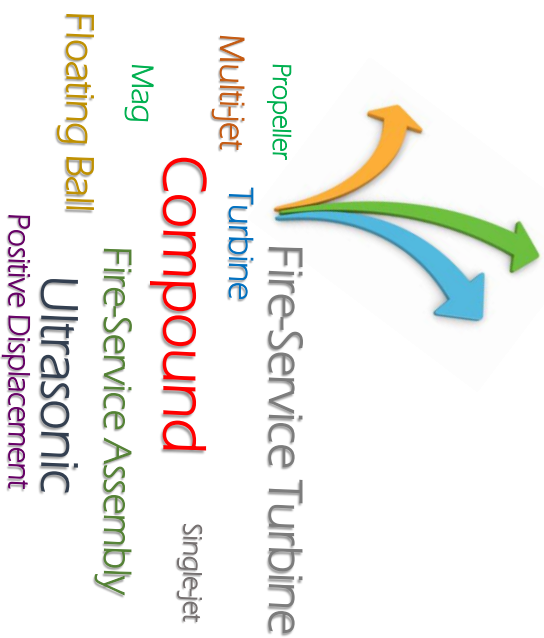 Propeller
Fire-Service Turbine
Multi-jet
Turbine
Compound
Single-jet
Mag
Fire-Service Assembly
Floating Ball
Ultrasonic
Positive Displacement